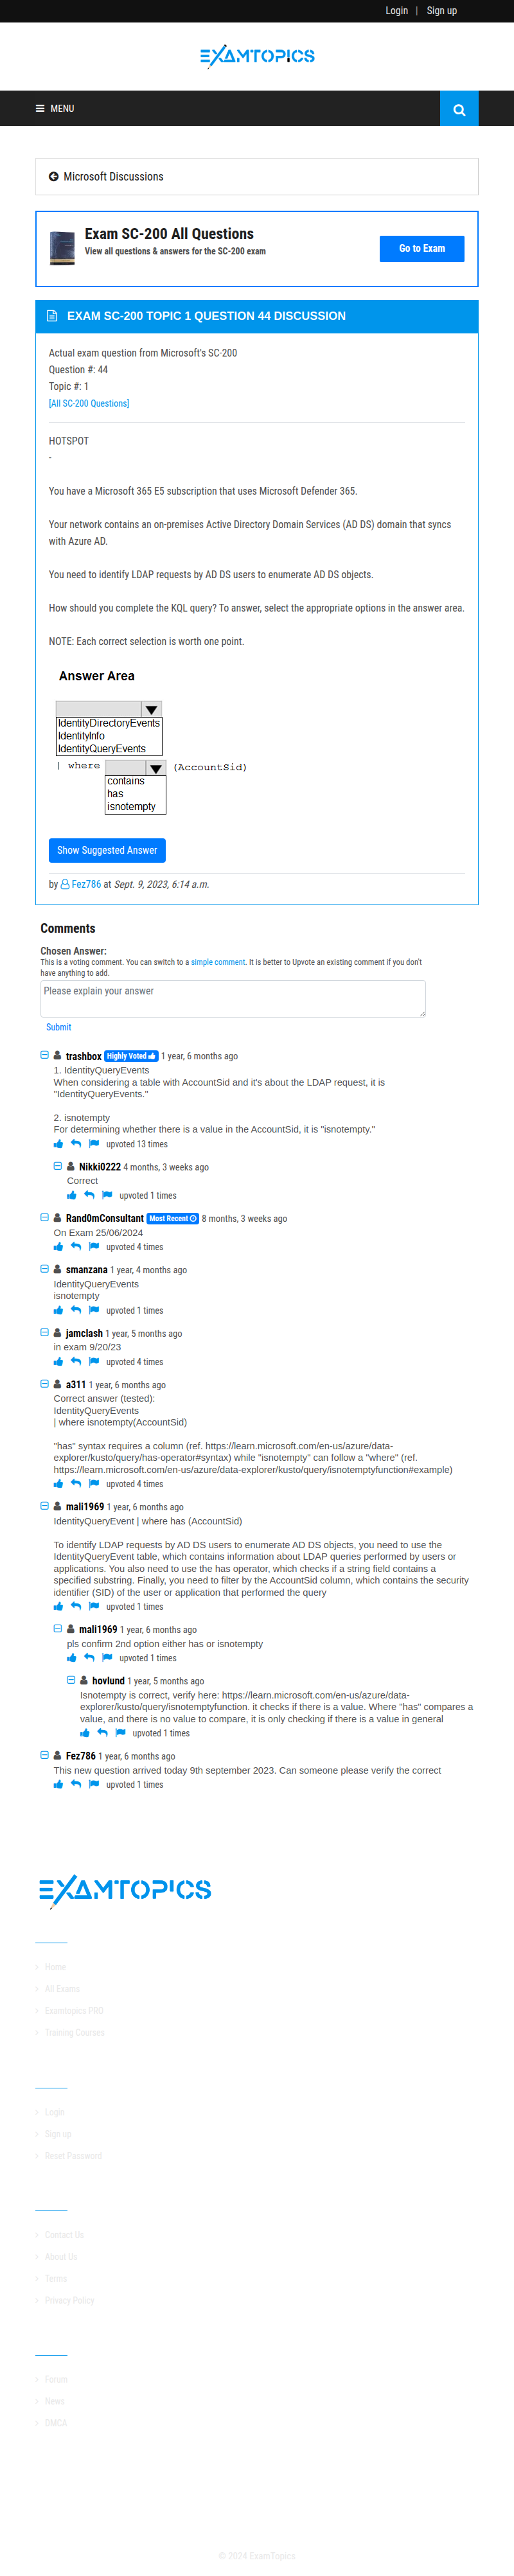 Login | Sign up
EXAMTOPICS
MENU
Microsoft Discussions
Exam SC-200 All Questions
View all questions & answers for the SC-200 exam
Go to Exam
EXAM SC-200 TOPIC 1 QUESTION 44 DISCUSSION
Actual exam question from Microsoft's SC-200
Question #: 44
Topic #: 1
[All SC-200 Questions]
HOTSPOT
-
You have a Microsoft 365 E5 subscription that uses Microsoft Defender 365.
Your network contains an on-premises Active Directory Domain Services (AD DS) domain that syncs
with Azure AD.
You need to identify LDAP requests by AD DS users to enumerate AD DS objects.
How should you complete the KQL query? To answer, select the appropriate options in the answer area.
NOTE: Each correct selection is worth one point.
Answer Area
IdentityDirectoryEvents
IdentityInfo
IdentityQueryEvents
| where (AccountSid)
contains
has
isnotempty
Show Suggested Answer
by Fez786 at Sept. 9, 2023, 6:14 a.m.
Comments
Chosen Answer:
This is a voting comment. You can switch to a simple comment. It is better to Upvote an existing comment if you don't
have anything to add.
Please explain your answer
Submit
trashbox Highly Voted 1 year, 6 months ago
1. IdentityQueryEvents
When considering a table with AccountSid and it's about the LDAP request, it is
"IdentityQueryEvents."
2. isnotempty
For determining whether there is a value in the AccountSid, it is "isnotempty."
upvoted 13 times
Nikki0222 4 months, 3 weeks ago
Correct
upvoted 1 times
Rand0mConsultant Most Recent 8 months, 3 weeks ago
On Exam 25/06/2024
upvoted 4 times
smanzana 1 year, 4 months ago
IdentityQueryEvents
isnotempty
upvoted 1 times
jamclash 1 year, 5 months ago
in exam 9/20/23
upvoted 4 times
a311 1 year, 6 months ago
Correct answer (tested):
IdentityQueryEvents
| where isnotempty(AccountSid)
"has" syntax requires a column (ref. https://learn.microsoft.com/en-us/azure/data-
explorer/kusto/query/has-operator#syntax) while "isnotempty" can follow a "where" (ref.
https://learn.microsoft.com/en-us/azure/data-explorer/kusto/query/isnotemptyfunction#example)
upvoted 4 times
mali1969 1 year, 6 months ago
IdentityQueryEvent | where has (AccountSid)
To identify LDAP requests by AD DS users to enumerate AD DS objects, you need to use the
IdentityQueryEvent table, which contains information about LDAP queries performed by users or
applications. You also need to use the has operator, which checks if a string field contains a
specified substring. Finally, you need to filter by the AccountSid column, which contains the security
identifier (SID) of the user or application that performed the query
upvoted 1 times
mali1969 1 year, 6 months ago
pls confirm 2nd option either has or isnotempty
upvoted 1 times
hovlund 1 year, 5 months ago
Isnotempty is correct, verify here: https://learn.microsoft.com/en-us/azure/data-
explorer/kusto/query/isnotemptyfunction. it checks if there is a value. Where "has" compares a
value, and there is no value to compare, it is only checking if there is a value in general
upvoted 1 times
Fez786 1 year, 6 months ago
This new question arrived today 9th september 2023. Can someone please verify the correct
upvoted 1 times
EXAMTOPICS
Home
All Exams
Examtopics PRO
Training Courses
Login
Sign up
Reset Password
Contact Us
About Us
Terms
Privacy Policy
Forum
News
DMCA
© 2024 ExamTopics